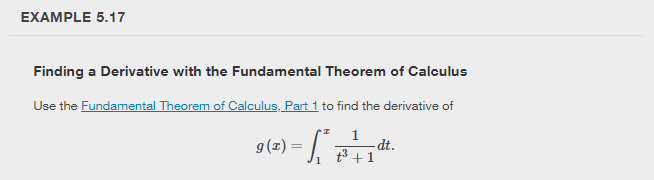 EXAMPLE 5.17
Finding a Derivative with the Fundamental Theorem of Calculus
Use the Fundamental Theorem of Calculus, Part 1 to find the derivative of
g(x) = ∫₁ˣ 1/(t³ + 1) dt.